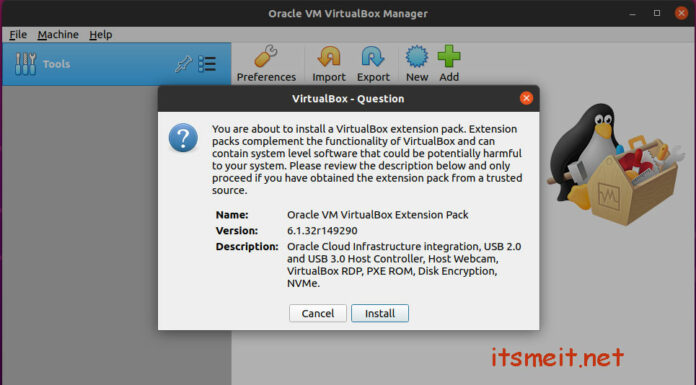 Oracle VM VirtualBox Manager
File Machine Help
Tools
Preferences Import Export New Add
VirtualBox - Question
You are about to install a VirtualBox extension pack. Extension
packs complement the functionality of VirtualBox and can
contain system level software that could be potentially harmful
to your system. Please review the description below and only
proceed if you have obtained the extension pack from a trusted
source.
Name: Oracle VM VirtualBox Extension Pack
Version: 6.1.32r149290
Description: Oracle Cloud Infrastructure integration, USB 2.0
and USB 3.0 Host Controller, Host Webcam,
VirtualBox RDP, PXE ROM, Disk Encryption,
NVMe.
Cancel Install
itsmeit.net